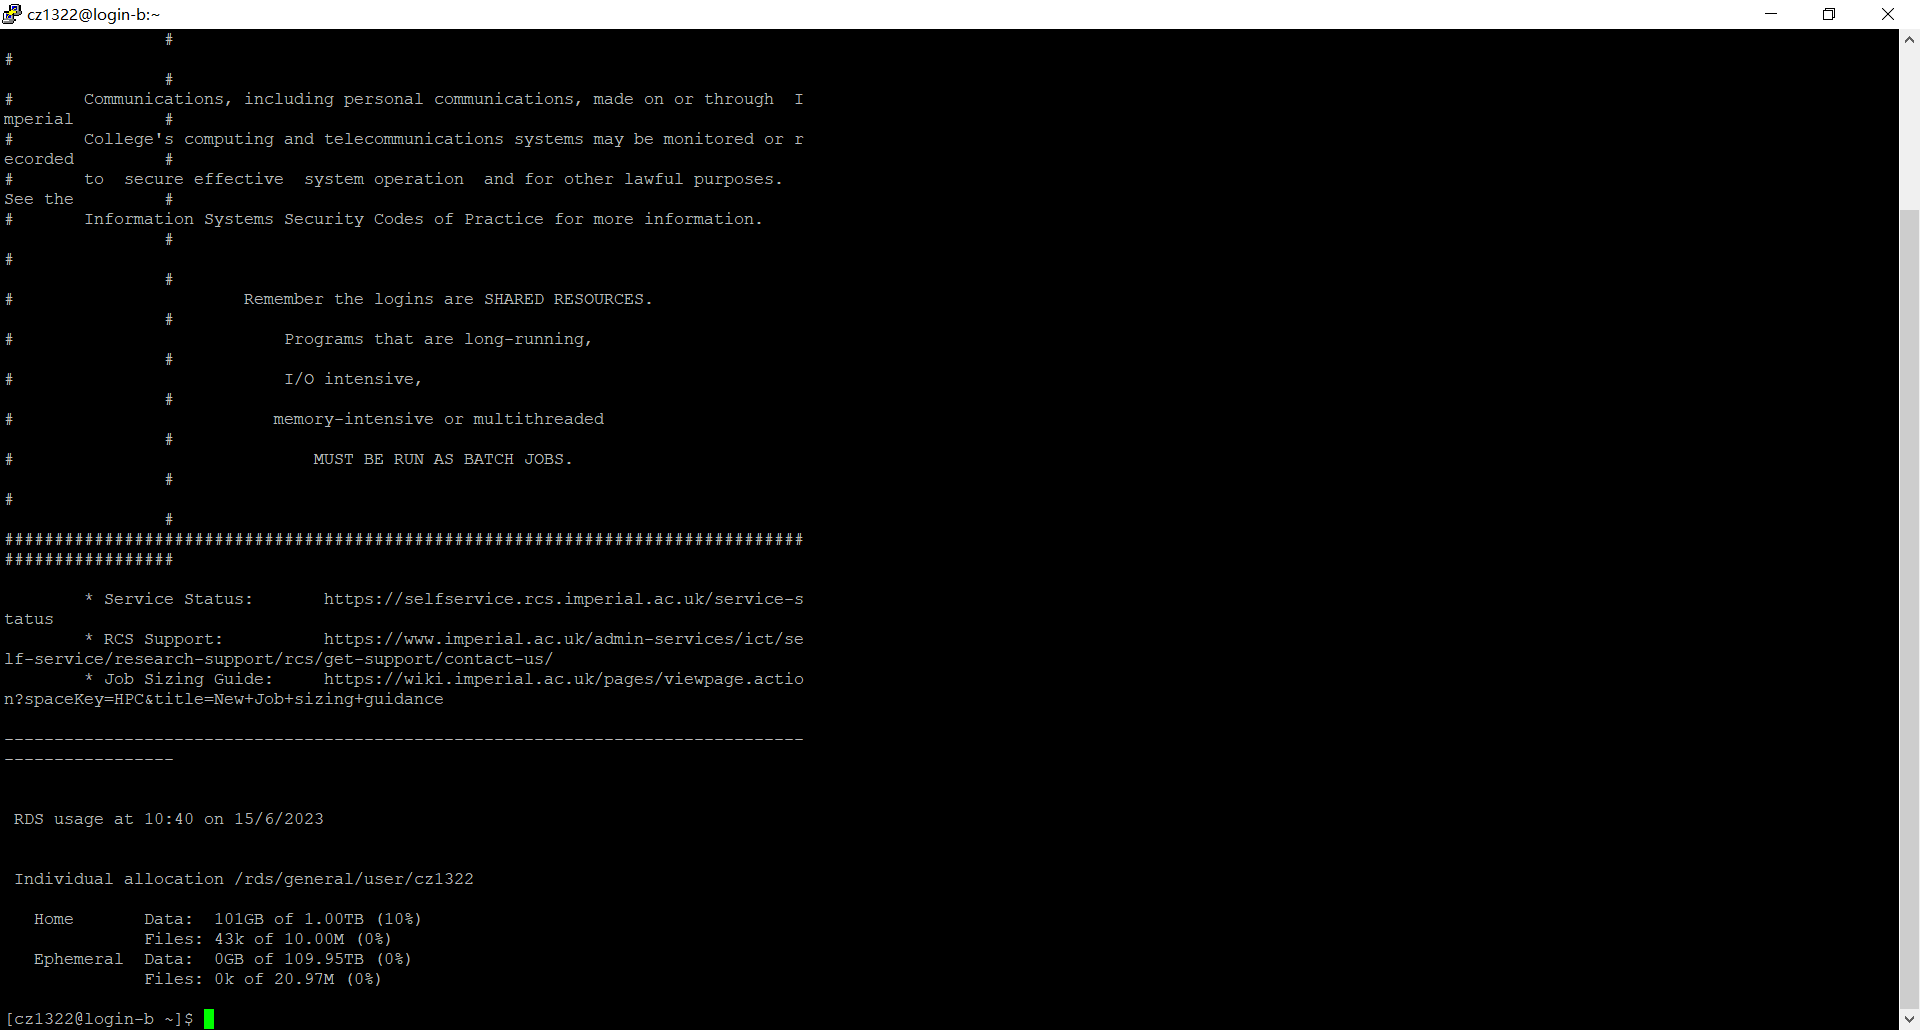 cz1322@login-b:~
#
#
#
#       Communications, including personal communications, made on or through  I
mperial         #
#       College's computing and telecommunications systems may be monitored or r
ecorded         #
#       to  secure effective  system operation  and for other lawful purposes.
See the         #
#       Information Systems Security Codes of Practice for more information.
#
#
#
#                       Remember the logins are SHARED RESOURCES.
#
#                           Programs that are long-running,
#
#                           I/O intensive,
#
#                          memory-intensive or multithreaded
#
#                              MUST BE RUN AS BATCH JOBS.
#
#
#
################################################################################
#################
* Service Status:       https://selfservice.rcs.imperial.ac.uk/service-s
tatus
* RCS Support:          https://www.imperial.ac.uk/admin-services/ict/se
lf-service/research-support/rcs/get-support/contact-us/
* Job Sizing Guide:     https://wiki.imperial.ac.uk/pages/viewpage.actio
n?spaceKey=HPC&title=New+Job+sizing+guidance
--------------------------------------------------------------------------------
-----------------
RDS usage at 10:40 on 15/6/2023
Individual allocation /rds/general/user/cz1322
Home       Data:  101GB of 1.00TB (10%)
Files: 43k of 10.00M (0%)
Ephemeral  Data:  0GB of 109.95TB (0%)
Files: 0k of 20.97M (0%)
[cz1322@login-b ~]$